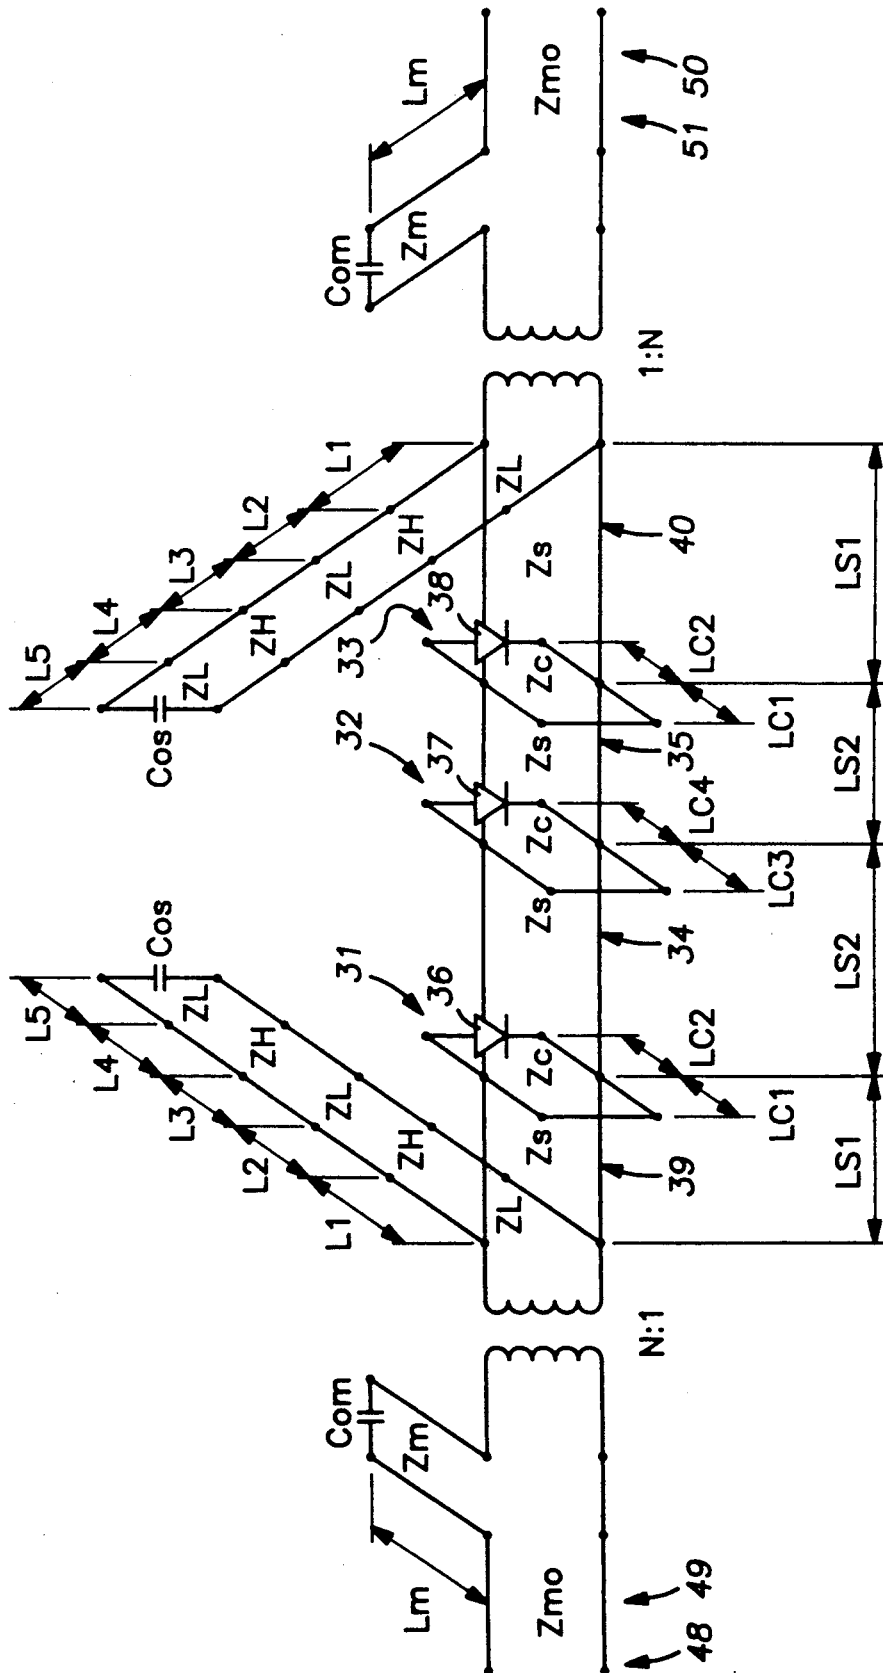 L5
L5
L4
L4
Cos
Cos
L3
L3
ZL
ZL
L2
L2
ZH
ZH
Com
L1
ZL
31
32
33
ZL
L1
Com
Lm
Zm
ZH
ZH
Zm
Lm
36
37
38
ZL
ZL
Zmo
Zs
Zc
Zs
Zc
Zs
Zc
Zs
Zmo
N:1
1:N
48
49
39
34
35
40
51
50
LC2
LC4
LC2
LC1
LC3
LC1
LS1
LS2
LS2
LS1